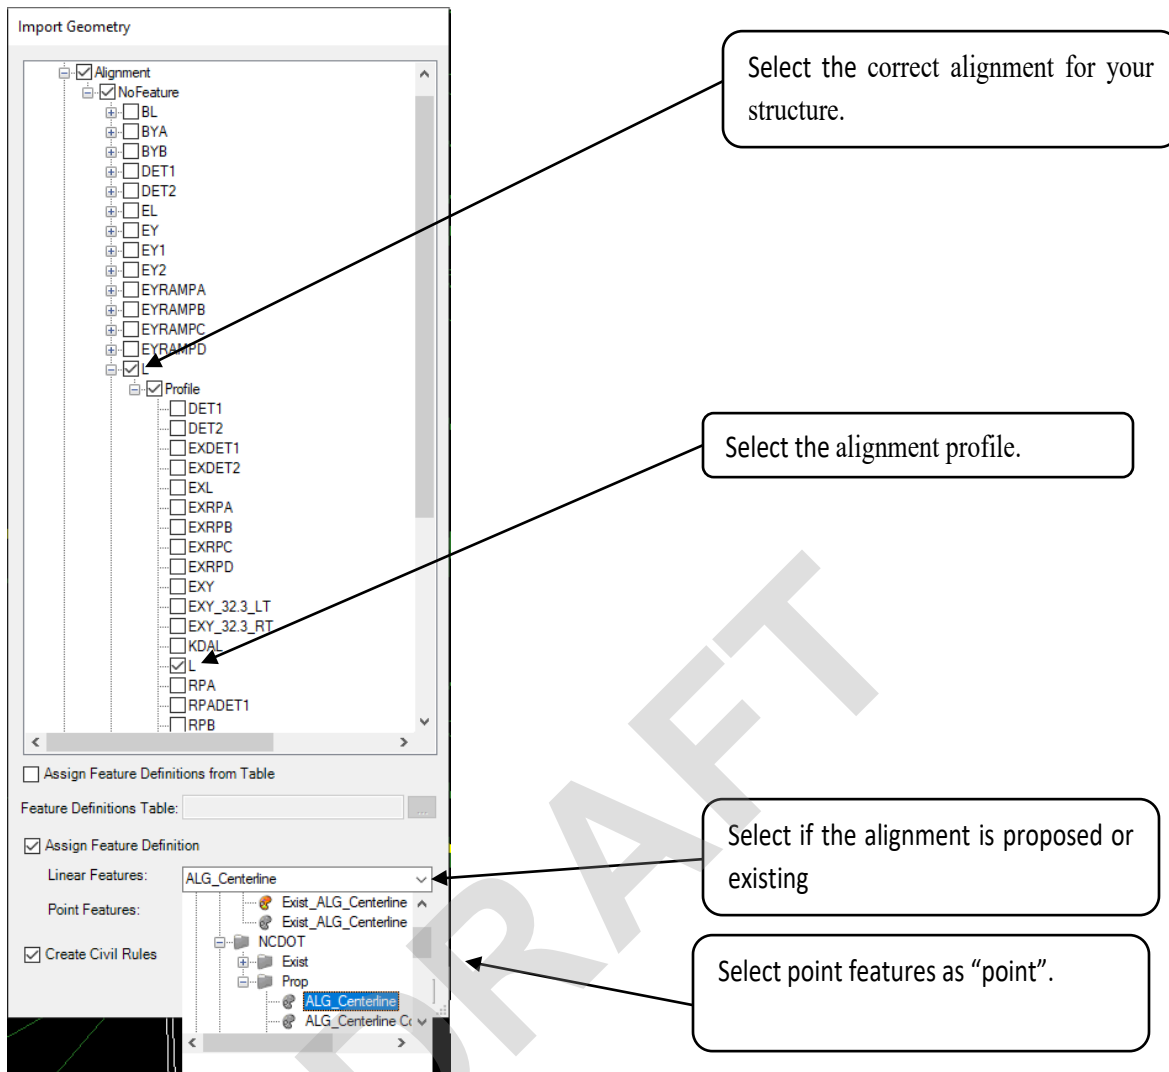 Import Geometry
Alignment
NoFeature
BL
BYA
BYB
DET1
DET2
EL
EY
EY1
EY2
EYRAMPA
EYRAMPB
EYRAMPC
EYRAMPD
L
Profile
DET1
DET2
EXDET1
EXDET2
EXL
EXRPA
EXRPB
EXRPC
EXRPD
EXY
EXY_32.3_LT
EXY_32.3_RT
KDAL
L
RPA
RPADET1
RPB
Assign Feature Definitions from Table
Feature Definitions Table:
...
Assign Feature Definition
Linear Features:
ALG_Centerline
Point Features:
Exist_ALG_Centerline
Exist_ALG_Centerline
NCDOT
Exist
Prop
ALG_Centerline
ALG_Centerline Co
Create Civil Rules
Select the correct alignment for your
structure.
Select the alignment profile.
Select if the alignment is proposed or
existing
Select point features as “point”.
DRAFT